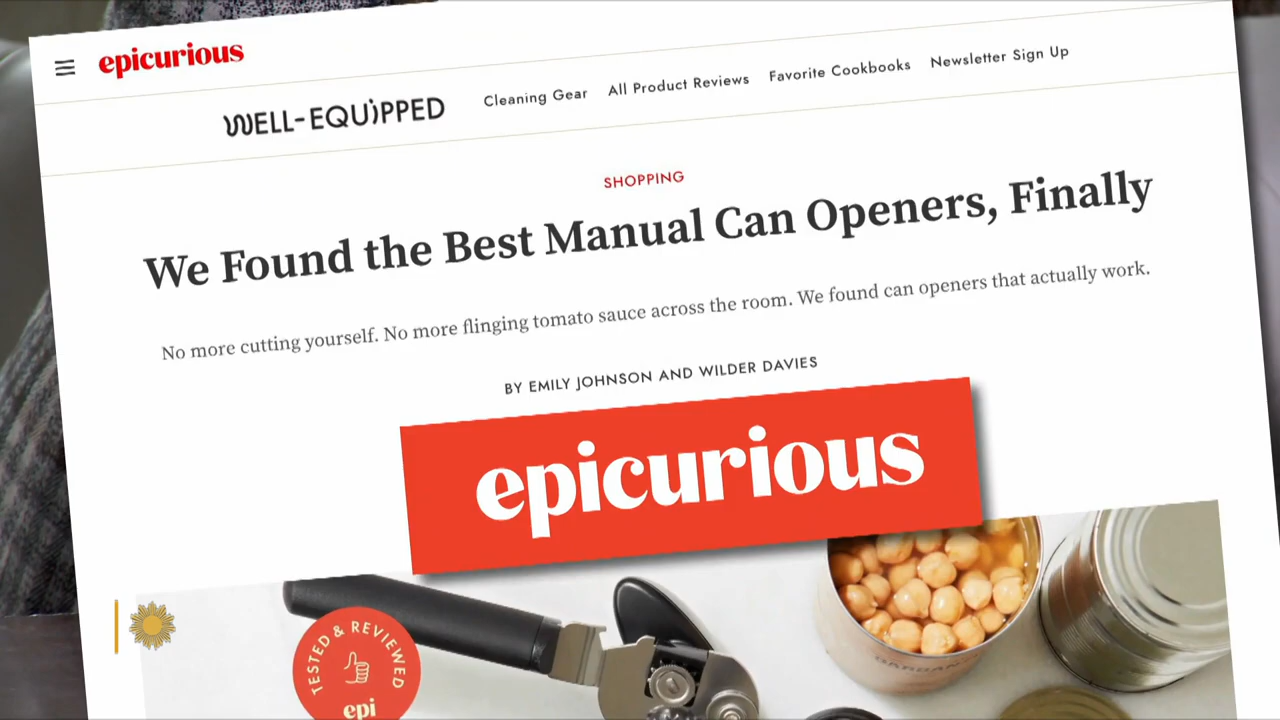 epicurious
WELL-EQUIPPED
Cleaning Gear
All Product Reviews
Favorite Cookbooks
Newsletter Sign Up
SHOPPING
We Found the Best Manual Can Openers, Finally
No more cutting yourself. No more flinging tomato sauce across the room. We found can openers that actually work.
BY EMILY JOHNSON AND WILDER DAVIES
epicurious
TESTED & REVIEWED
epi